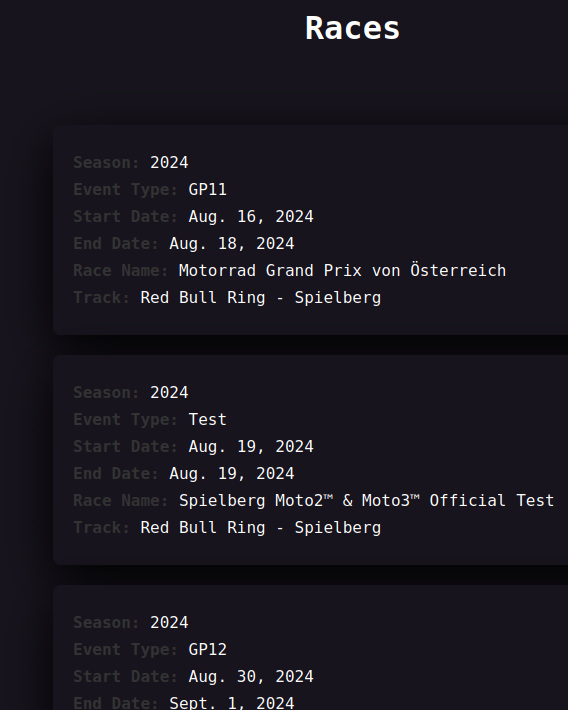 Races
Season: 2024
Event Type: GP11
Start Date: Aug. 16, 2024
End Date: Aug. 18, 2024
Race Name: Motorrad Grand Prix von Österreich
Track: Red Bull Ring - Spielberg
Season: 2024
Event Type: Test
Start Date: Aug. 19, 2024
End Date: Aug. 19, 2024
Race Name: Spielberg Moto2™ & Moto3™ Official Test
Track: Red Bull Ring - Spielberg
Season: 2024
Event Type: GP12
Start Date: Aug. 30, 2024
End Date: Sept. 1, 2024